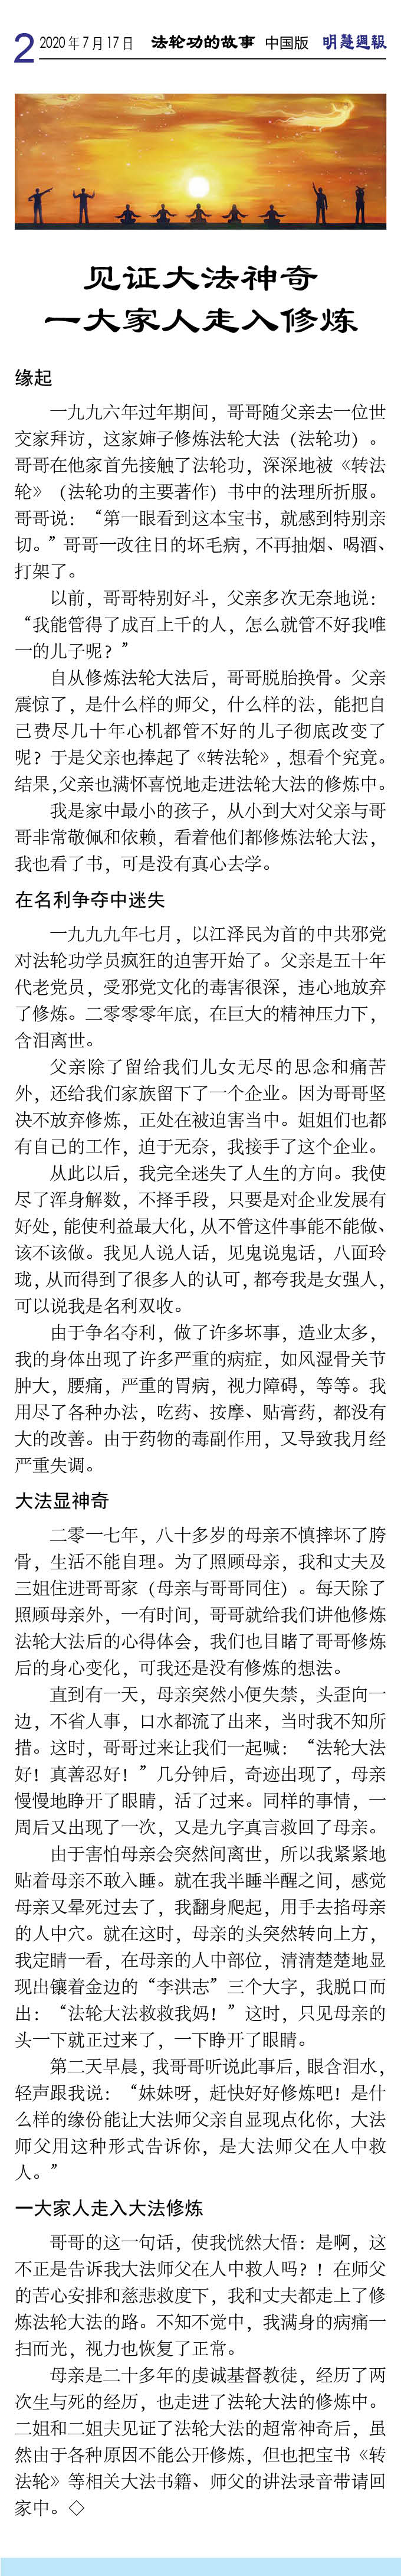 2 2020年7月17日 法轮功的故事 中国版 明慧週報
见证大法神奇
一大家人走入修炼
缘起
一九九六年过年期间，哥哥随父亲去一位世
交家拜访，这家婶子修炼法轮大法（法轮功）。
哥哥在他家首先接触了法轮功，深深地被《转法
轮》（法轮功的主要著作）书中的法理所折服。
哥哥说：“第一眼看到这本宝书，就感到特别亲
切。”哥哥一改往日的坏毛病，不再抽烟、喝酒、
打架了。
以前，哥哥特别好斗，父亲多次无奈地说：
“我能管得了成百上千的人，怎么就管不好我唯
一的儿子呢？”
自从修炼法轮大法后，哥哥脱胎换骨。父亲
震惊了，是什么样的师父，什么样的法，能把自
己费尽几十年心机都管不好的儿子彻底改变了
呢？于是父亲也捧起了《转法轮》，想看个究竟。
结果，父亲也满怀喜悦地走进法轮大法的修炼中。
我是家中最小的孩子，从小到大对父亲与哥
哥非常敬佩和依赖，看着他们都修炼法轮大法，
我也看了书，可是没有真心去学。
在名利争夺中迷失
一九九九年七月，以江泽民为首的中共邪党
对法轮功学员疯狂的迫害开始了。父亲是五十年
代老党员，受邪党文化的毒害很深，违心地放弃
了修炼。二零零零年底，在巨大的精神压力下，
含泪离世。
父亲除了留给我们儿女无尽的思念和痛苦
外，还给我们家族留下了一个企业。因为哥哥坚
决不放弃修炼，正处在被迫害当中。姐姐们也都
有自己的工作，迫于无奈，我接手了这个企业。
从此以后，我完全迷失了人生的方向。我使
尽了浑身解数，不择手段，只要是对企业发展有
好处，能使利益最大化，从不管这件事能不能做、
该不该做。我见人说人话，见鬼说鬼话，八面玲
珑，从而得到了很多人的认可，都夸我是女强人，
可以说我是名利双收。
由于争名夺利，做了许多坏事，造业太多，
我的身体出现了许多严重的病症，如风湿骨关节
肿大，腰痛，严重的胃病，视力障碍，等等。我
用尽了各种办法，吃药、按摩、贴膏药，都没有
大的改善。由于药物的毒副作用，又导致我月经
严重失调。
大法显神奇
二零一七年，八十多岁的母亲不慎摔坏了胯
骨，生活不能自理。为了照顾母亲，我和丈夫及
三姐住进哥哥家（母亲与哥哥同住）。每天除了
照顾母亲外，一有时间，哥哥就给我们讲他修炼
法轮大法后的心得体会，我们也目睹了哥哥修炼
后的身心变化，可我还是没有修炼的想法。
直到有一天，母亲突然小便失禁，头歪向一
边，不省人事，口水都流了出来，当时我不知所
措。这时，哥哥过来让我们一起喊：“法轮大法
好！真善忍好！”几分钟后，奇迹出现了，母亲
慢慢地睁开了眼睛，活了过来。同样的事情，一
周后又出现了一次，又是九字真言救回了母亲。
由于害怕母亲会突然间离世，所以我紧紧地
贴着母亲不敢入睡。就在我半睡半醒之间，感觉
母亲又晕死过去了，我翻身爬起，用手去掐母亲
的人中穴。就在这时，母亲的头突然转向上方，
我定睛一看，在母亲的人中部位，清清楚楚地显
现出镶着金边的“李洪志”三个大字，我脱口而
出：“法轮大法救救我妈！”这时，只见母亲的
头一下就正过来了，一下睁开了眼睛。
第二天早晨，我哥哥听说此事后，眼含泪水，
轻声跟我说：“妹妹呀，赶快好好修炼吧！是什
么样的缘份能让大法师父亲自显现点化你，大法
师父用这种形式告诉你，是大法师父在人中救
人。”
一大家人走入大法修炼
哥哥的这一句话，使我恍然大悟：是啊，这
不正是告诉我大法师父在人中救人吗？！在师父
的苦心安排和慈悲救度下，我和丈夫都走上了修
炼法轮大法的路。不知不觉中，我满身的病痛一
扫而光，视力也恢复了正常。
母亲是二十多年的虔诚基督教徒，经历了两
次生与死的经历，也走进了法轮大法的修炼中。
二姐和二姐夫见证了法轮大法的超常神奇后，虽
然由于各种原因不能公开修炼，但也把宝书《转
法轮》等相关大法书籍、师父的讲法录音带请回
家中。◇